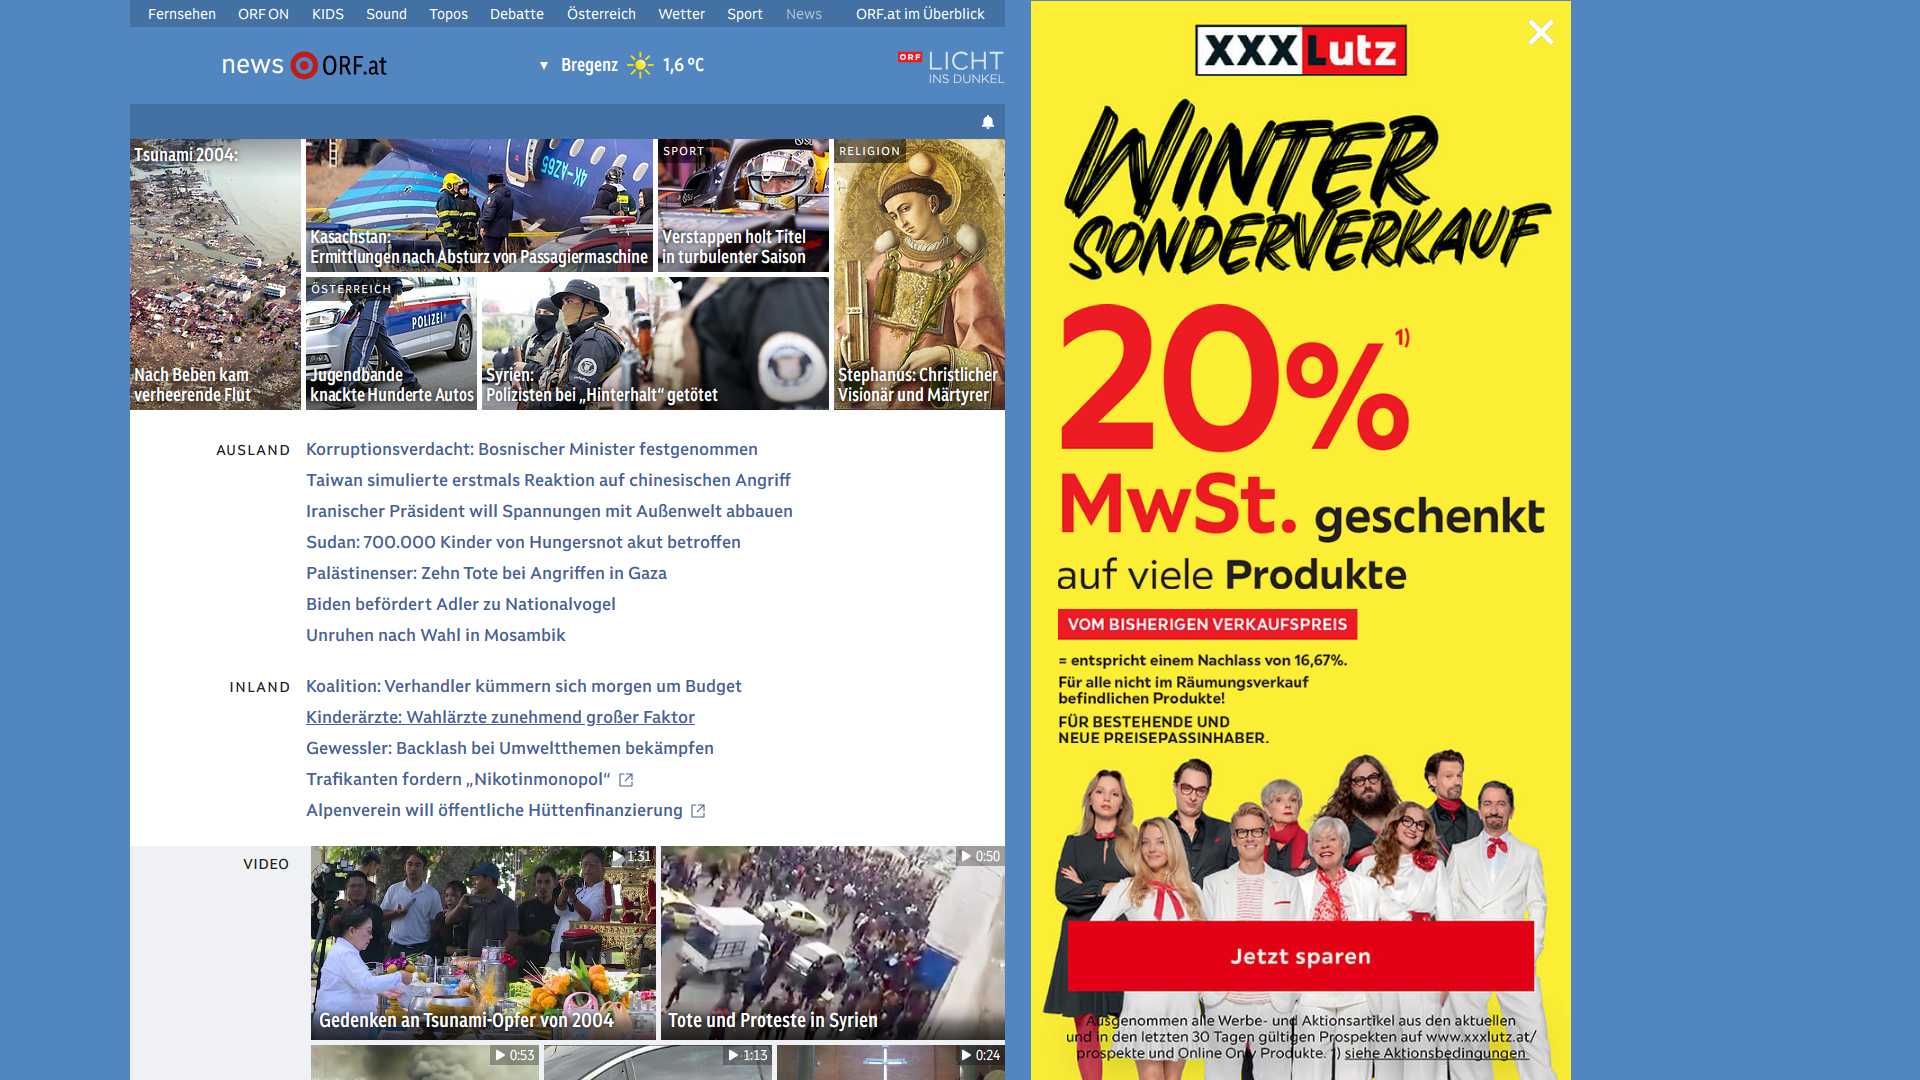 Fernsehen ORF ON KIDS Sound Topos Debatte Österreich Wetter Sport News ORF.at im Überblick
news ORF.at
Bregenz 1,6 °C
ORF LICHT
INS DUNKEL
Tsunami 2004:
Nach Beben kam
verheerende Flut
4K-AZ65
Kasachstan:
Ermittlungen nach Absturz von Passagiermaschine
SPORT
Verstappen holt Titel
in turbulenter Saison
RELIGION
Stephanus: Christlicher
Visionär und Märtyrer
ÖSTERREICH
POLIZEI
Jugendbande
knackte Hunderte Autos
Syrien:
Polizisten bei „Hinterhalt“ getötet
AUSLAND
Korruptionsverdacht: Bosnischer Minister festgenommen
Taiwan simulierte erstmals Reaktion auf chinesischen Angriff
Iranischer Präsident will Spannungen mit Außenwelt abbauen
Sudan: 700.000 Kinder von Hungersnot akut betroffen
Palästinenser: Zehn Tote bei Angriffen in Gaza
Biden befördert Adler zu Nationalvogel
Unruhen nach Wahl in Mosambik
INLAND
Koalition: Verhandler kümmern sich morgen um Budget
Kinderärzte: Wahlärzte zunehmend großer Faktor
Gewessler: Backlash bei Umweltthemen bekämpfen
Trafikanten fordern „Nikotinmonopol“
Alpenverein will öffentliche Hüttenfinanzierung
VIDEO
1:31
Gedenken an Tsunami-Opfer von 2004
0:50
Tote und Proteste in Syrien
0:53
1:13
0:24
XXXLutz
WINTER
SONDERVERKAUF
20% 1)
MwSt. geschenkt
auf viele Produkte
VOM BISHERIGEN VERKAUFSPREIS
= entspricht einem Nachlass von 16,67%.
Für alle nicht im Räumungsverkauf
befindlichen Produkte!
FÜR BESTEHENDE UND
NEUE PREISEPASSINHABER.
Jetzt sparen
Ausgenommen alle Werbe- und Aktionsartikel aus den aktuellen
und in den letzten 30 Tagen gültigen Prospekten auf www.xxxlutz.at/
prospekte und Online Only Produkte. 1) siehe Aktionsbedingungen